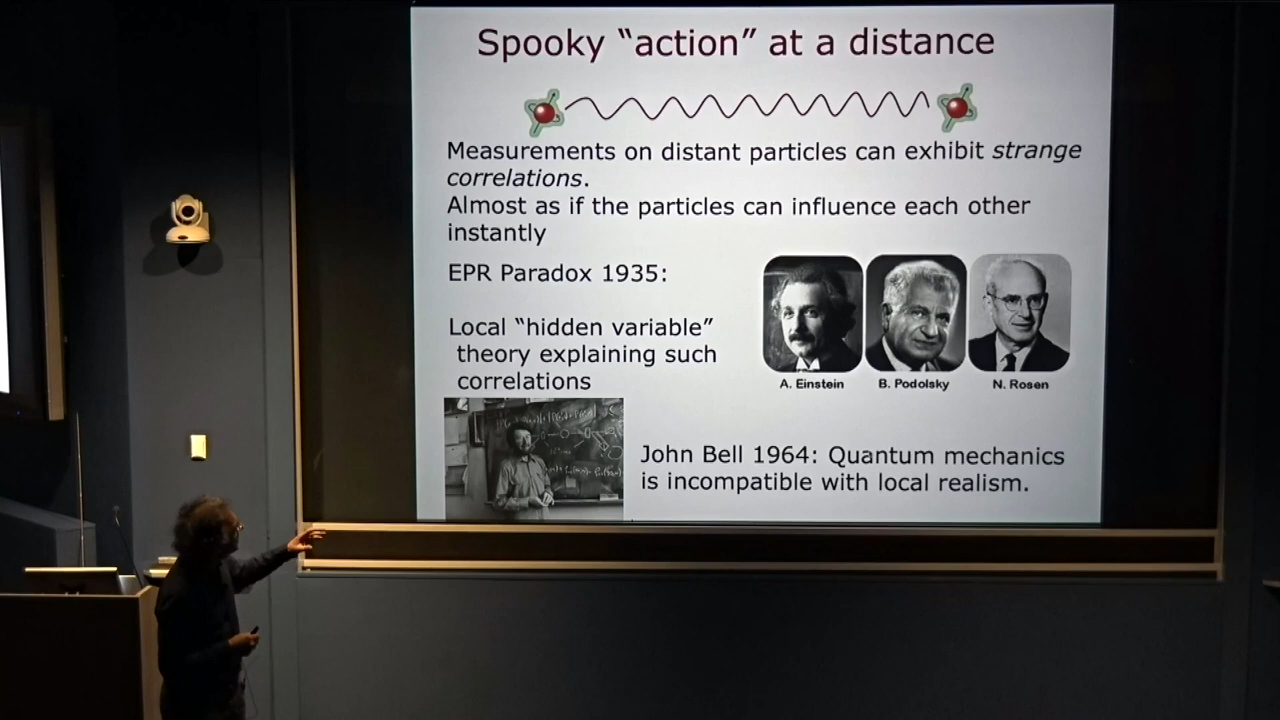 Spooky “action” at a distance
Measurements on distant particles can exhibit strange
correlations.
Almost as if the particles can influence each other
instantly
EPR Paradox 1935:
Local “hidden variable”
theory explaining such
correlations
A. Einstein
B. Podolsky
N. Rosen
John Bell 1964: Quantum mechanics
is incompatible with local realism.